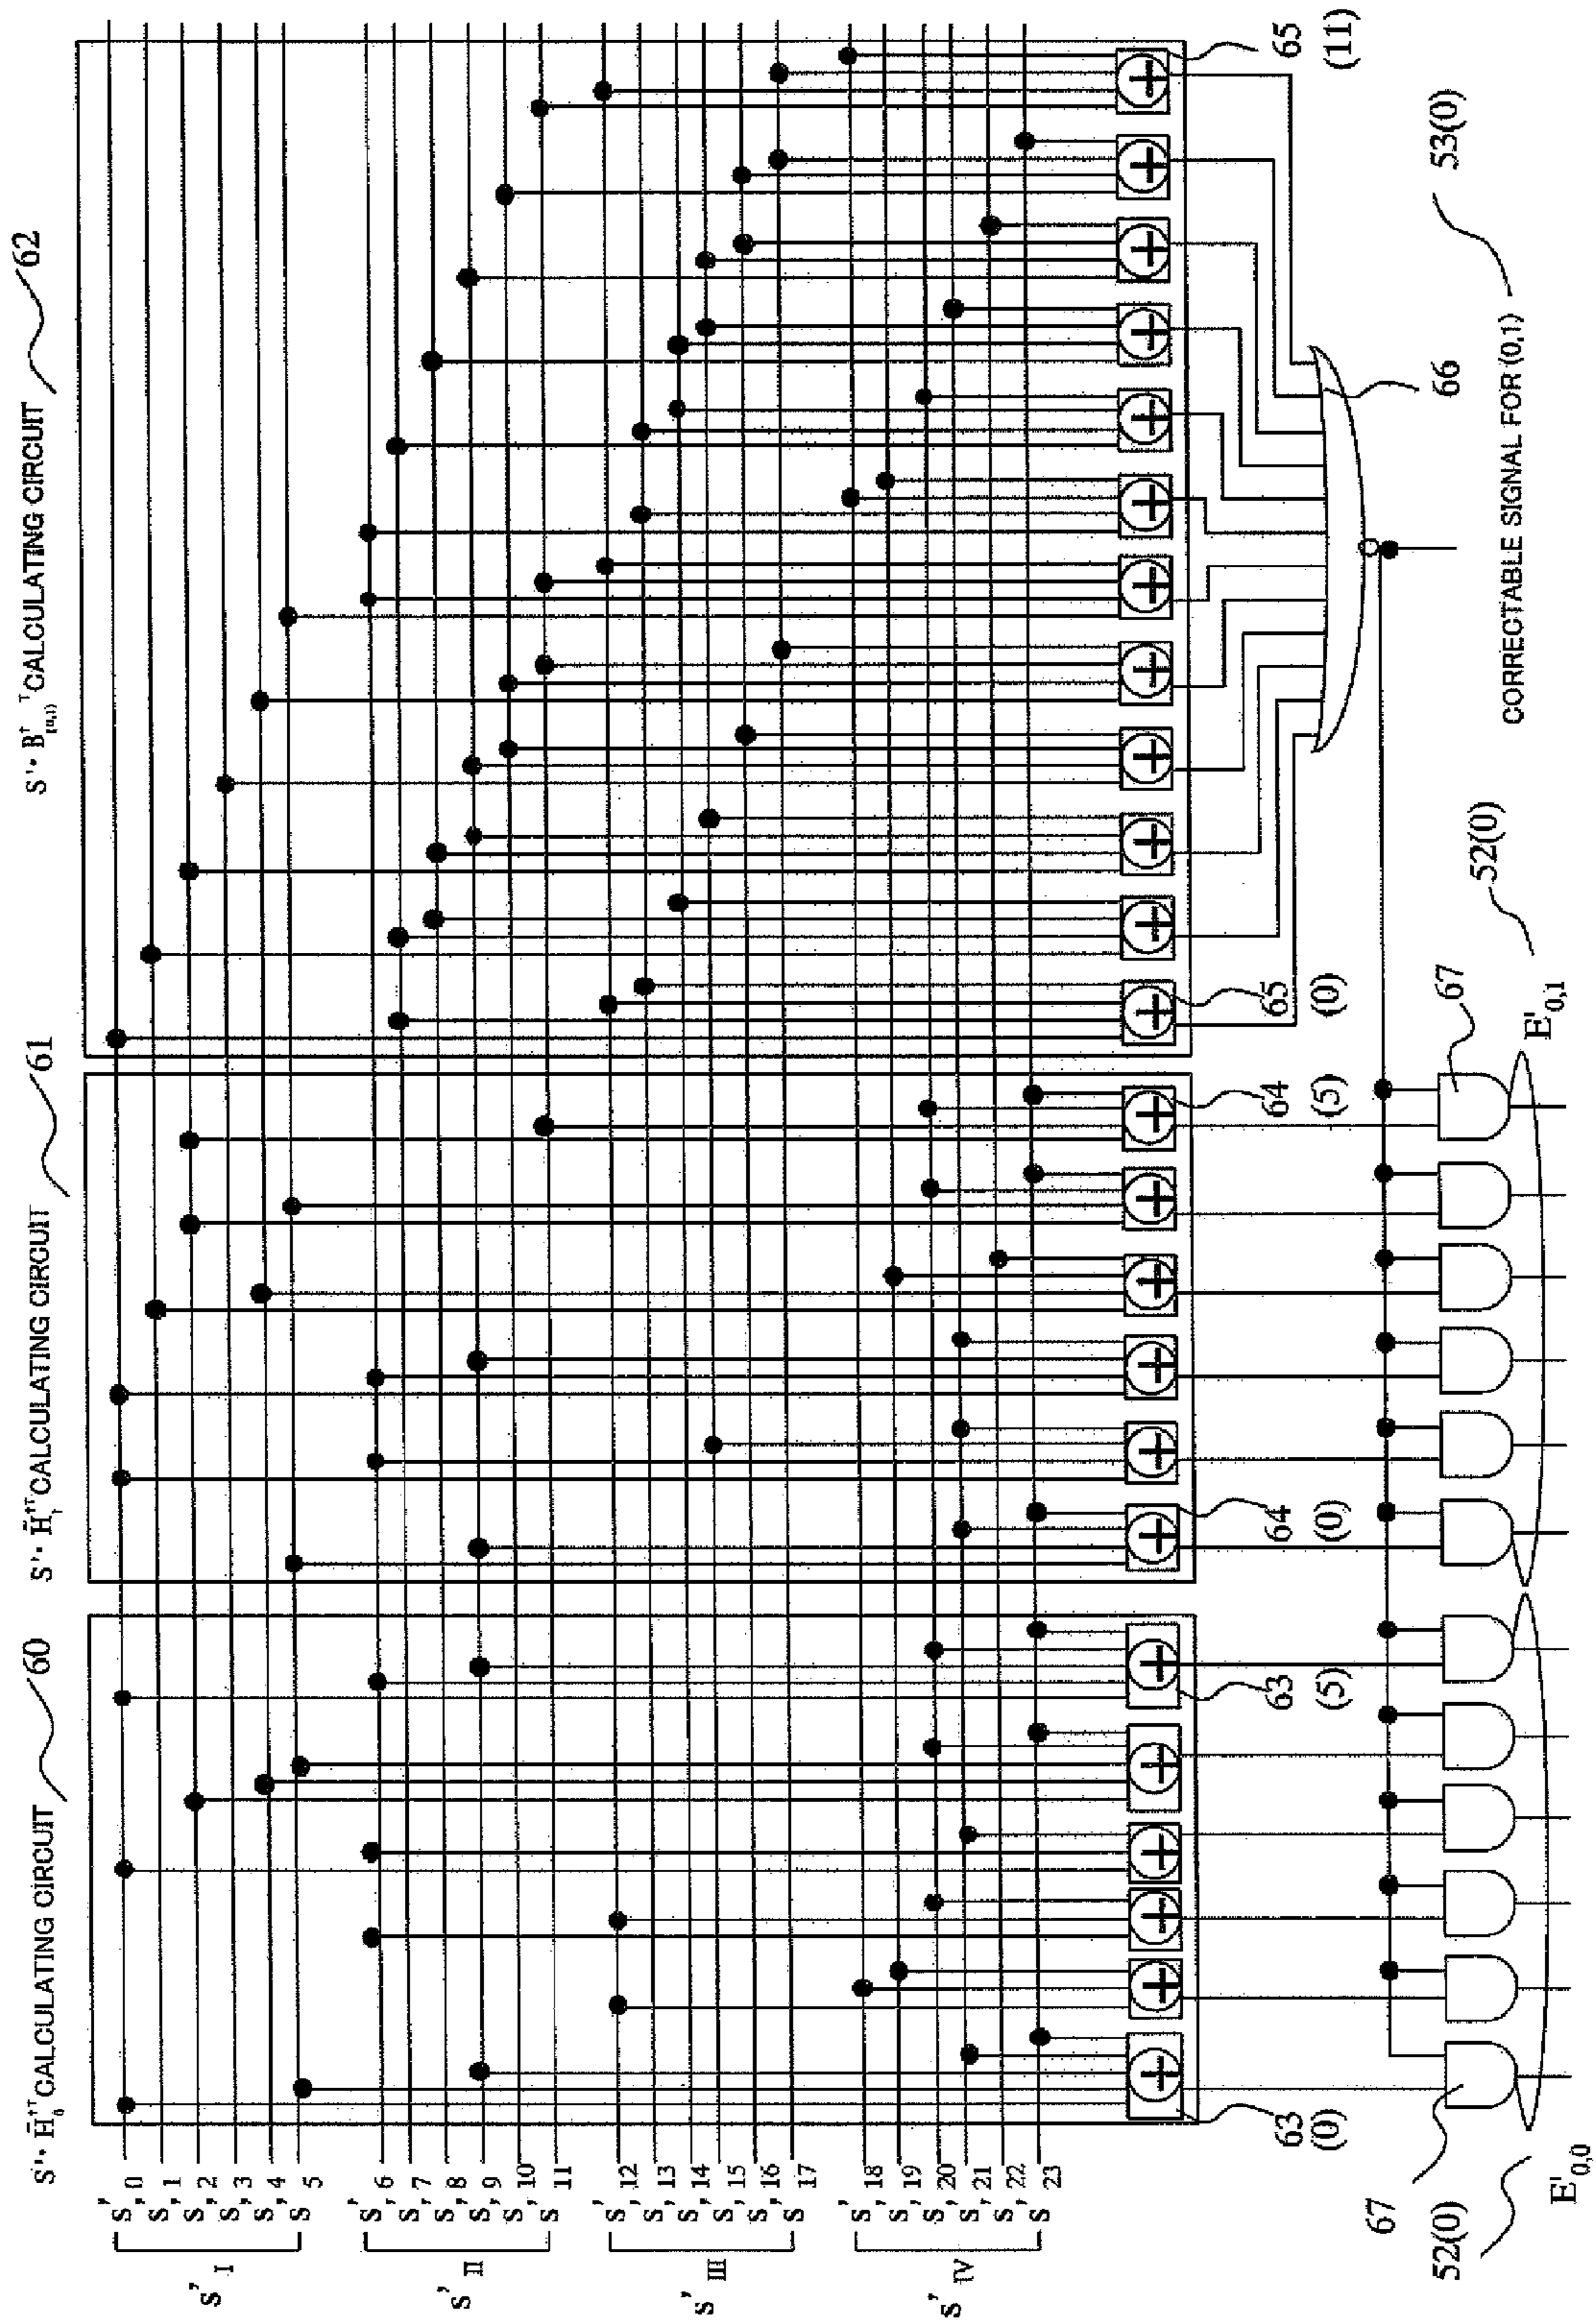 S'・H̄₀†ᵀ CALCULATING CIRCUIT 60
S'・H̄₁†ᵀ CALCULATING CIRCUIT 61
S'・B†₍₀,₁₎ᵀ CALCULATING CIRCUIT 62
S' I
S' 0
S' 1
S' 2
S' 3
S' 4
S' 5
S' II
S' 6
S' 7
S' 8
S' 9
S' 10
S' 11
S' III
S' 12
S' 13
S' 14
S' 15
S' 16
S' 17
S' IV
S' 18
S' 19
S' 20
S' 21
S' 22
S' 23
63 (0)
63 (5)
64 (0)
64 (5)
65 (0)
65 (11)
66
CORRECTABLE SIGNAL FOR (0,1)
53(0)
67
67
52(0)
52(0)
E'0,0
E'0,1